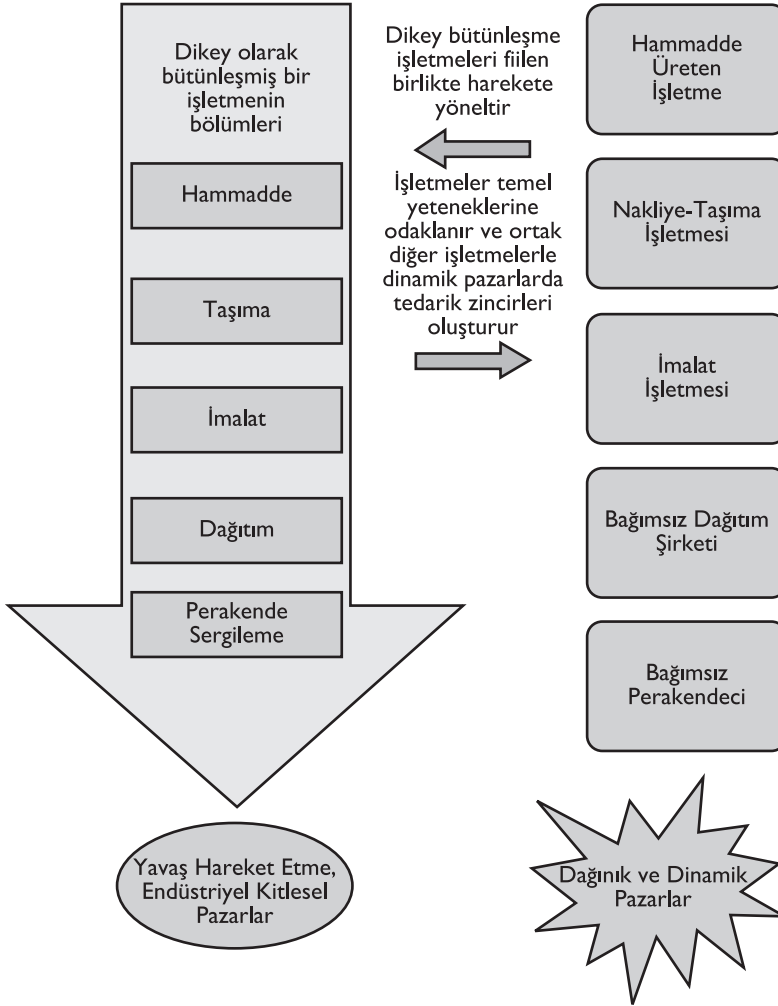 Dikey olarak
bütünleşmiş bir
işletmenin
bölümleri
Hammadde
Taşıma
İmalat
Dağıtım
Perakende
Sergileme
Yavaş Hareket Etme,
Endüstriyel Kitlesel
Pazarlar
Dikey bütünleşme
işletmeleri fiilen
birlikte harekete
yöneltir
İşletmeler temel
yeteneklerine
odaklanır ve ortak
diğer işletmelerle
dinamik pazarlarda
tedarik zincirleri
oluşturur
Hammadde
Üreten
İşletme
Nakliye-Taşıma
İşletmesi
İmalat
İşletmesi
Bağımsız Dağıtım
Şirketi
Bağımsız
Perakendeci
Dağınık ve Dinamik
Pazarlar